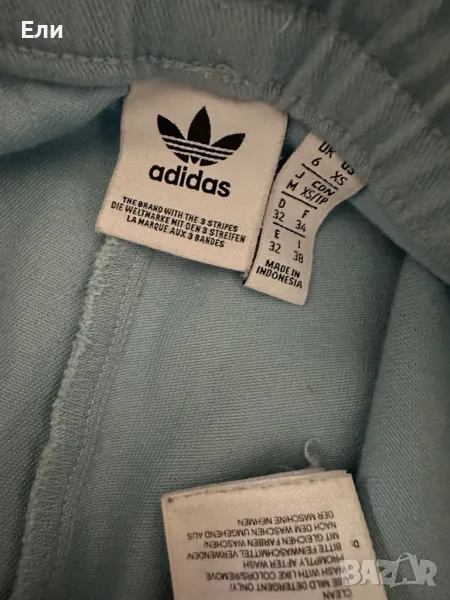 Ели
adidas
THE BRAND WITH THE 3 STRIPES
DIE WELTMARKE MIT DEN 3 STREIFEN
LA MARQUE AUX 3 BANDES
UK US
6 XS
J CDN
M XS/TP
D F
32 34
E I
32 38
MADE IN
INDONESIA
USE MILD DETERGENT ONLY/
WASH WITH LIKE COLORS/REMOVE
PROMPTLY AFTER WASH
D:
BITTE FEINWASCHMITTEL VERWENDEN/
MIT GLEICHEN FARBEN WASCHEN/
NACH DEM WASCHEN UMGEHEND AUS
DER MASCHINE NEHMEN
bazar